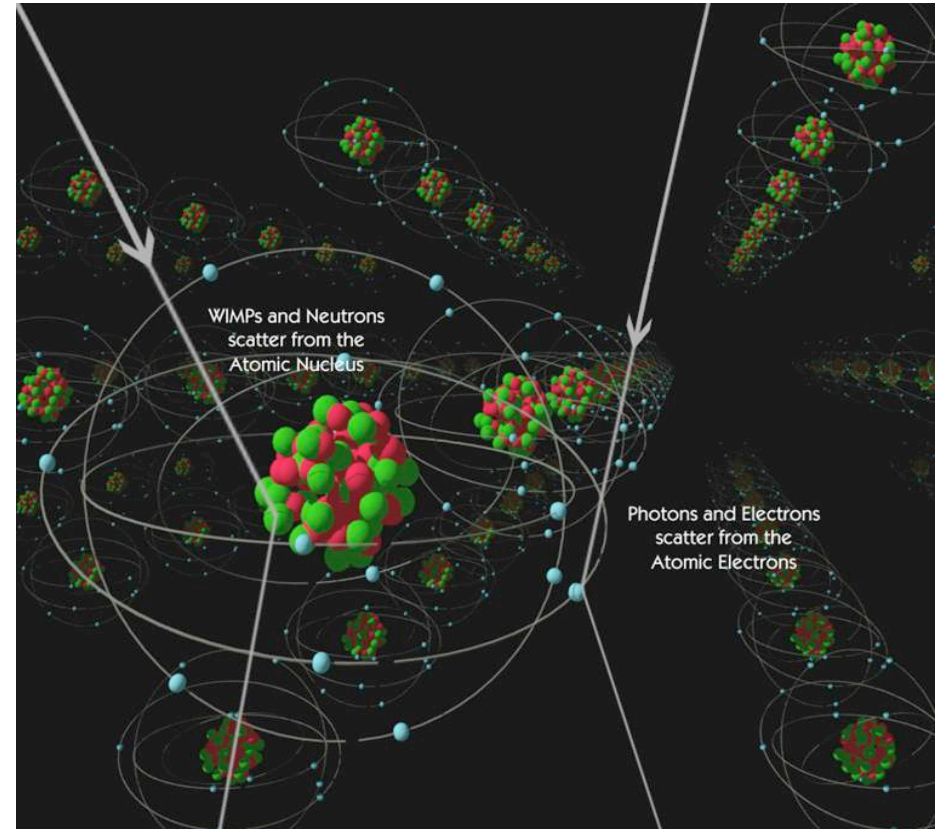 WIMPs and Neutrons
scatter from the
Atomic Nucleus
Photons and Electrons
scatter from the
Atomic Electrons